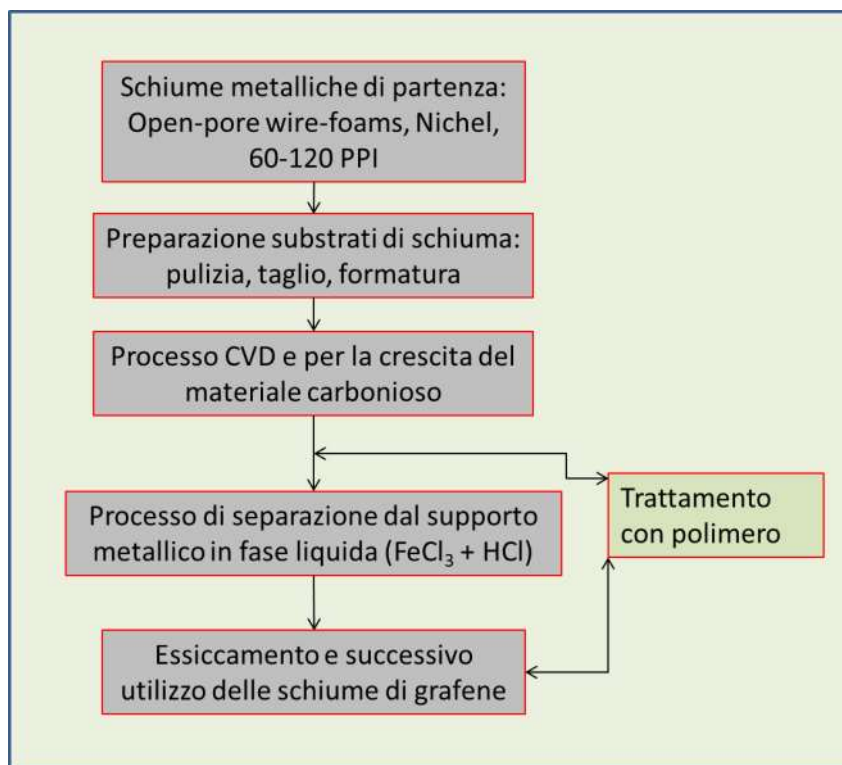 Schiume metalliche di partenza:
Open-pore wire-foams, Nichel,
60-120 PPI
Preparazione substrati di schiuma:
pulizia, taglio, formatura
Processo CVD e per la crescita del
materiale carbonioso
Processo di separazione dal supporto
metallico in fase liquida (FeCl₃ + HCl)
Trattamento
con polimero
Essiccamento e successivo
utilizzo delle schiume di grafene